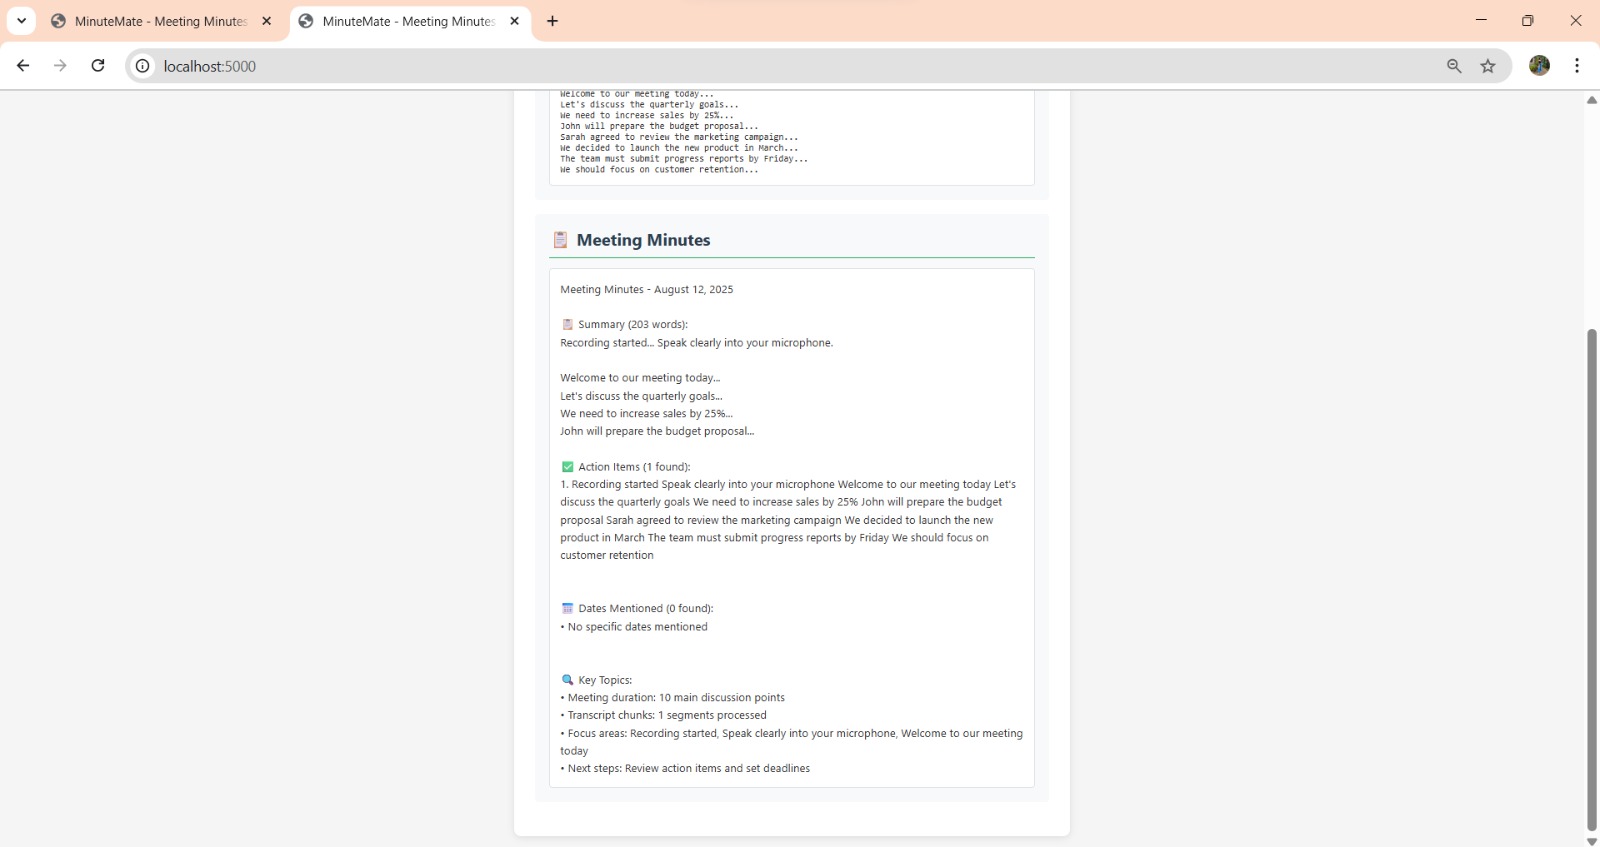 MinuteMate - Meeting Minutes
MinuteMate - Meeting Minutes
localhost:5000
Welcome to our meeting today...
Let's discuss the quarterly goals...
We need to increase sales by 25%...
John will prepare the budget proposal...
Sarah agreed to review the marketing campaign...
We decided to launch the new product in March...
The team must submit progress reports by Friday...
We should focus on customer retention...
Meeting Minutes
Meeting Minutes - August 12, 2025
Summary (203 words):
Recording started... Speak clearly into your microphone.
Welcome to our meeting today...
Let's discuss the quarterly goals...
We need to increase sales by 25%...
John will prepare the budget proposal...
Action Items (1 found):
1. Recording started Speak clearly into your microphone Welcome to our meeting today Let's
discuss the quarterly goals We need to increase sales by 25% John will prepare the budget
proposal Sarah agreed to review the marketing campaign We decided to launch the new
product in March The team must submit progress reports by Friday We should focus on
customer retention
Dates Mentioned (0 found):
• No specific dates mentioned
Key Topics:
• Meeting duration: 10 main discussion points
• Transcript chunks: 1 segments processed
• Focus areas: Recording started, Speak clearly into your microphone, Welcome to our meeting
today
• Next steps: Review action items and set deadlines